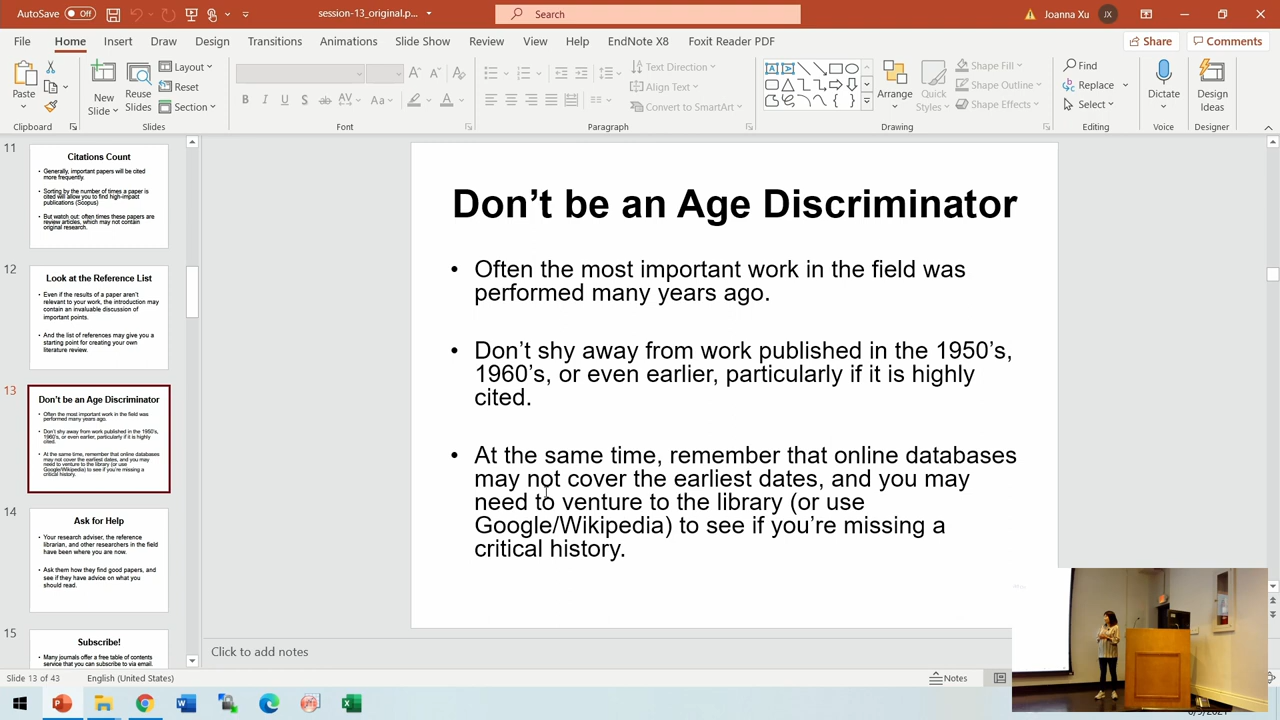 AutoSave Off session-13_original.p... Search Joanna Xu JX
File Home Insert Draw Design Transitions Animations Slide Show Review View Help EndNote X8 Foxit Reader PDF Share Comments
Paste
New Slide
Reuse Slides
Layout
Reset
Section
Text Direction
Align Text
Convert to SmartArt
Arrange
Quick Styles
Shape Fill
Shape Outline
Shape Effects
Find
Replace
Select
Dictate
Design Ideas
Clipboard Slides Font Paragraph Drawing Editing Voice Designer
11
Citations Count
• Generally, important papers will be cited
more frequently.
• Sorting by the number of times a paper is
cited will allow you to find high-impact
publications (Scopus)
• But watch out: often times these papers are
review articles, which may not contain
original research.
12
Look at the Reference List
• Even if the results of a paper aren't
relevant to your work, the introduction may
contain an invaluable discussion of
important points.
• And the list of references may give you a
starting point for creating your own
literature review.
13
Don't be an Age Discriminator
• Often the most important work in the field was
performed many years ago.
• Don't shy away from work published in the 1950's,
1960's, or even earlier, particularly if it is highly
cited.
• At the same time, remember that online databases
may not cover the earliest dates, and you may
need to venture to the library (or use
Google/Wikipedia) to see if you're missing a
critical history.
14
Ask for Help
• Your research adviser, the reference
librarian, and other researchers in the field
have been where you are now.
• Ask them how they find good papers, and
see if they have advice on what you
should read.
15
Subscribe!
• Many journals offer a free table of contents
service that you can subscribe to via email.
Don't be an Age Discriminator
• Often the most important work in the field was
performed many years ago.
• Don't shy away from work published in the 1950's,
1960's, or even earlier, particularly if it is highly
cited.
• At the same time, remember that online databases
may not cover the earliest dates, and you may
need to venture to the library (or use
Google/Wikipedia) to see if you're missing a
critical history.
Click to add notes
Slide 13 of 43 English (United States) Notes